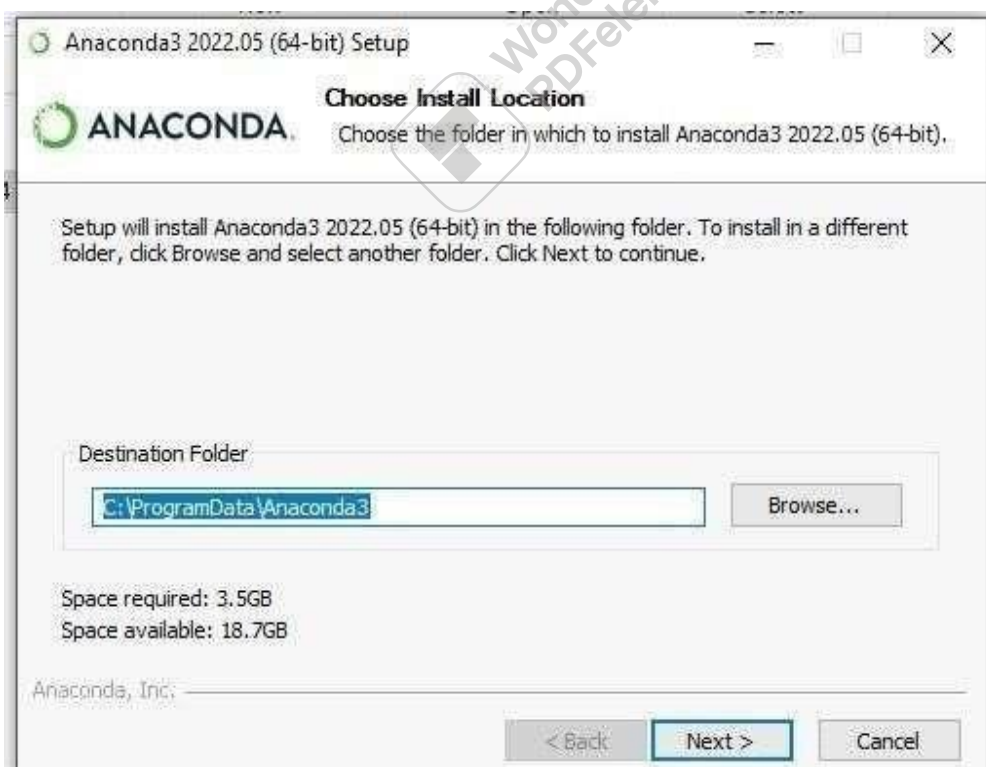 Anaconda3 2022.05 (64-bit) Setup
ANACONDA.
Choose Install Location
Choose the folder in which to install Anaconda3 2022.05 (64-bit).
Setup will install Anaconda3 2022.05 (64-bit) in the following folder. To install in a different
folder, click Browse and select another folder. Click Next to continue.
Destination Folder
C:\ProgramData\Anaconda3
Browse...
Space required: 3.5GB
Space available: 18.7GB
Anaconda, Inc.
< Back
Next >
Cancel